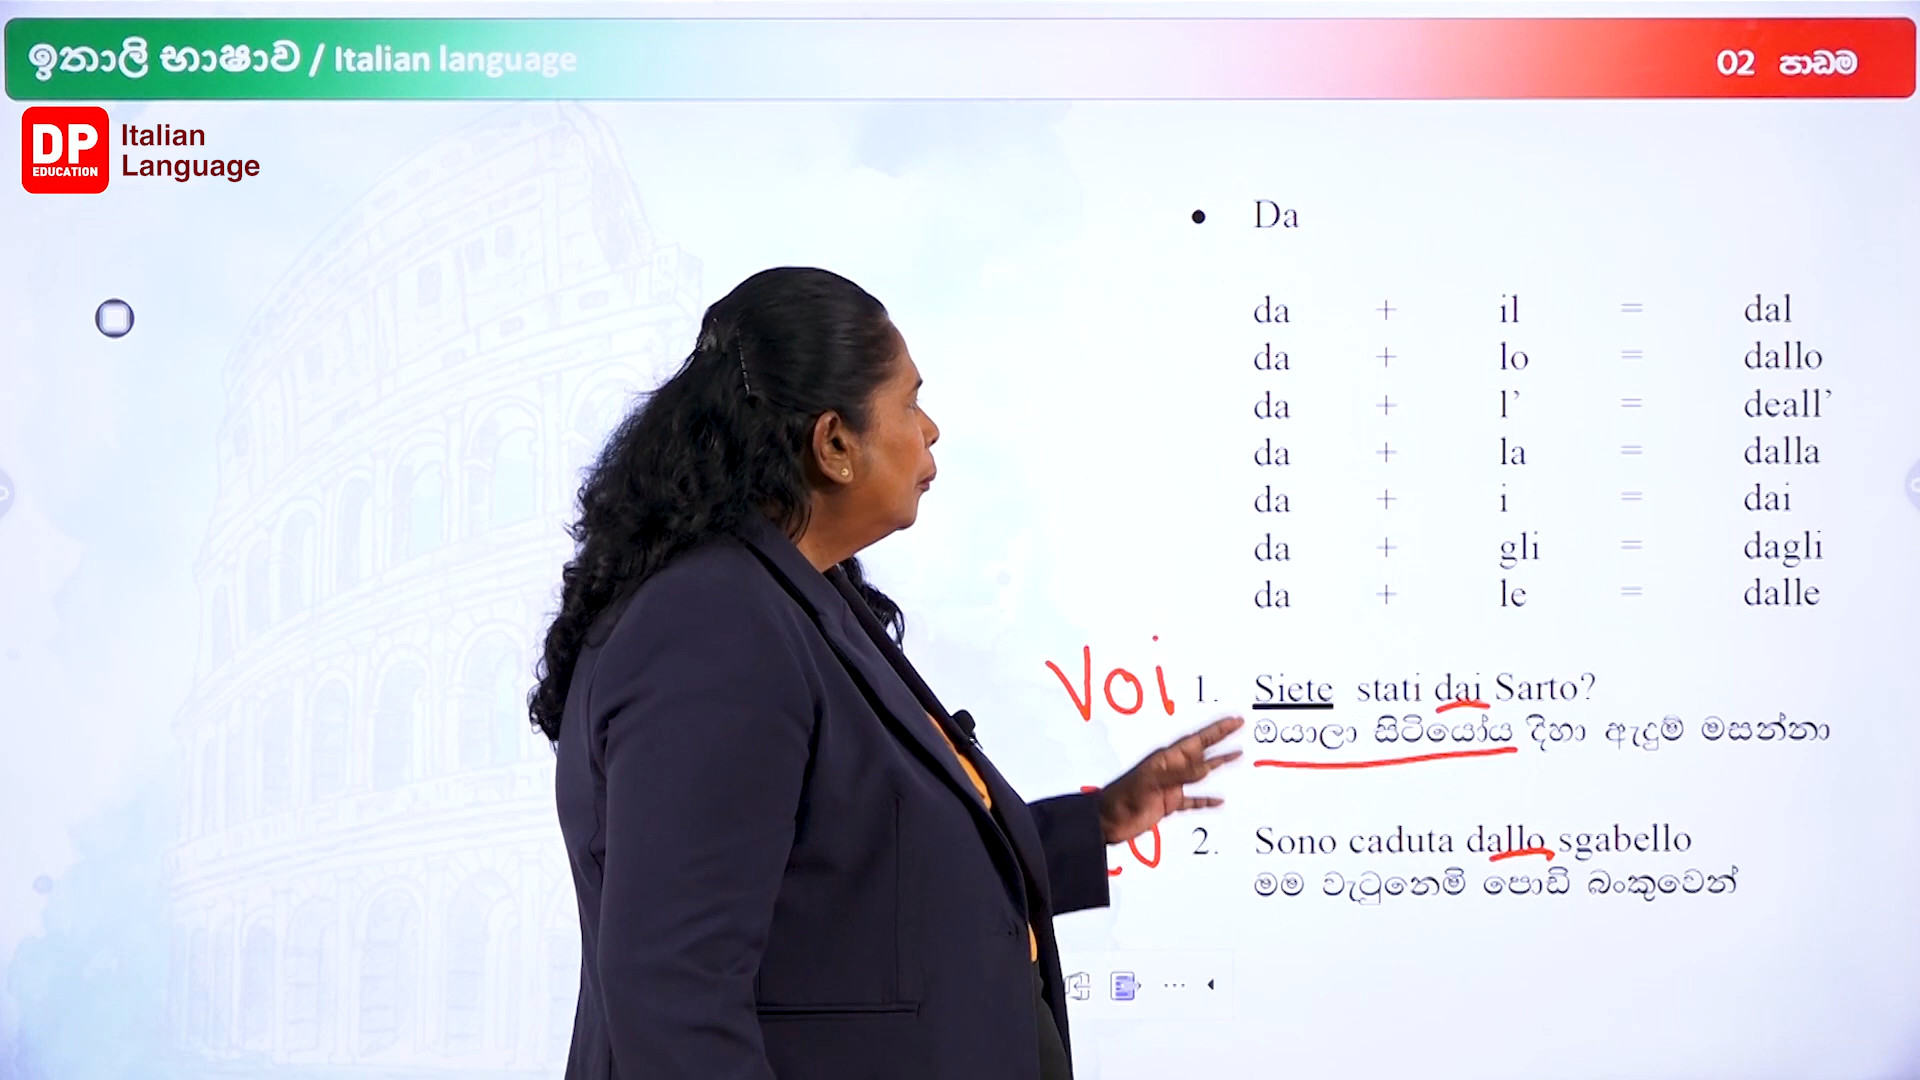 ඉතාලි භාෂාව / Italian language
02 පාඩම
DP
EDUCATION
Italian
Language
• Da
da + il = dal
da + lo = dallo
da + l’ = deall’
da + la = dalla
da + i = dai
da + gli = dagli
da + le = dalle
voi
1. Siete stati dai Sarto?
ඔයාලා සිටියෝය දිහා ඇදුම් මසන්නා
2. Sono caduta dallo sgabello
මම වැටුනෙමි පොඩි බංකුවෙන්